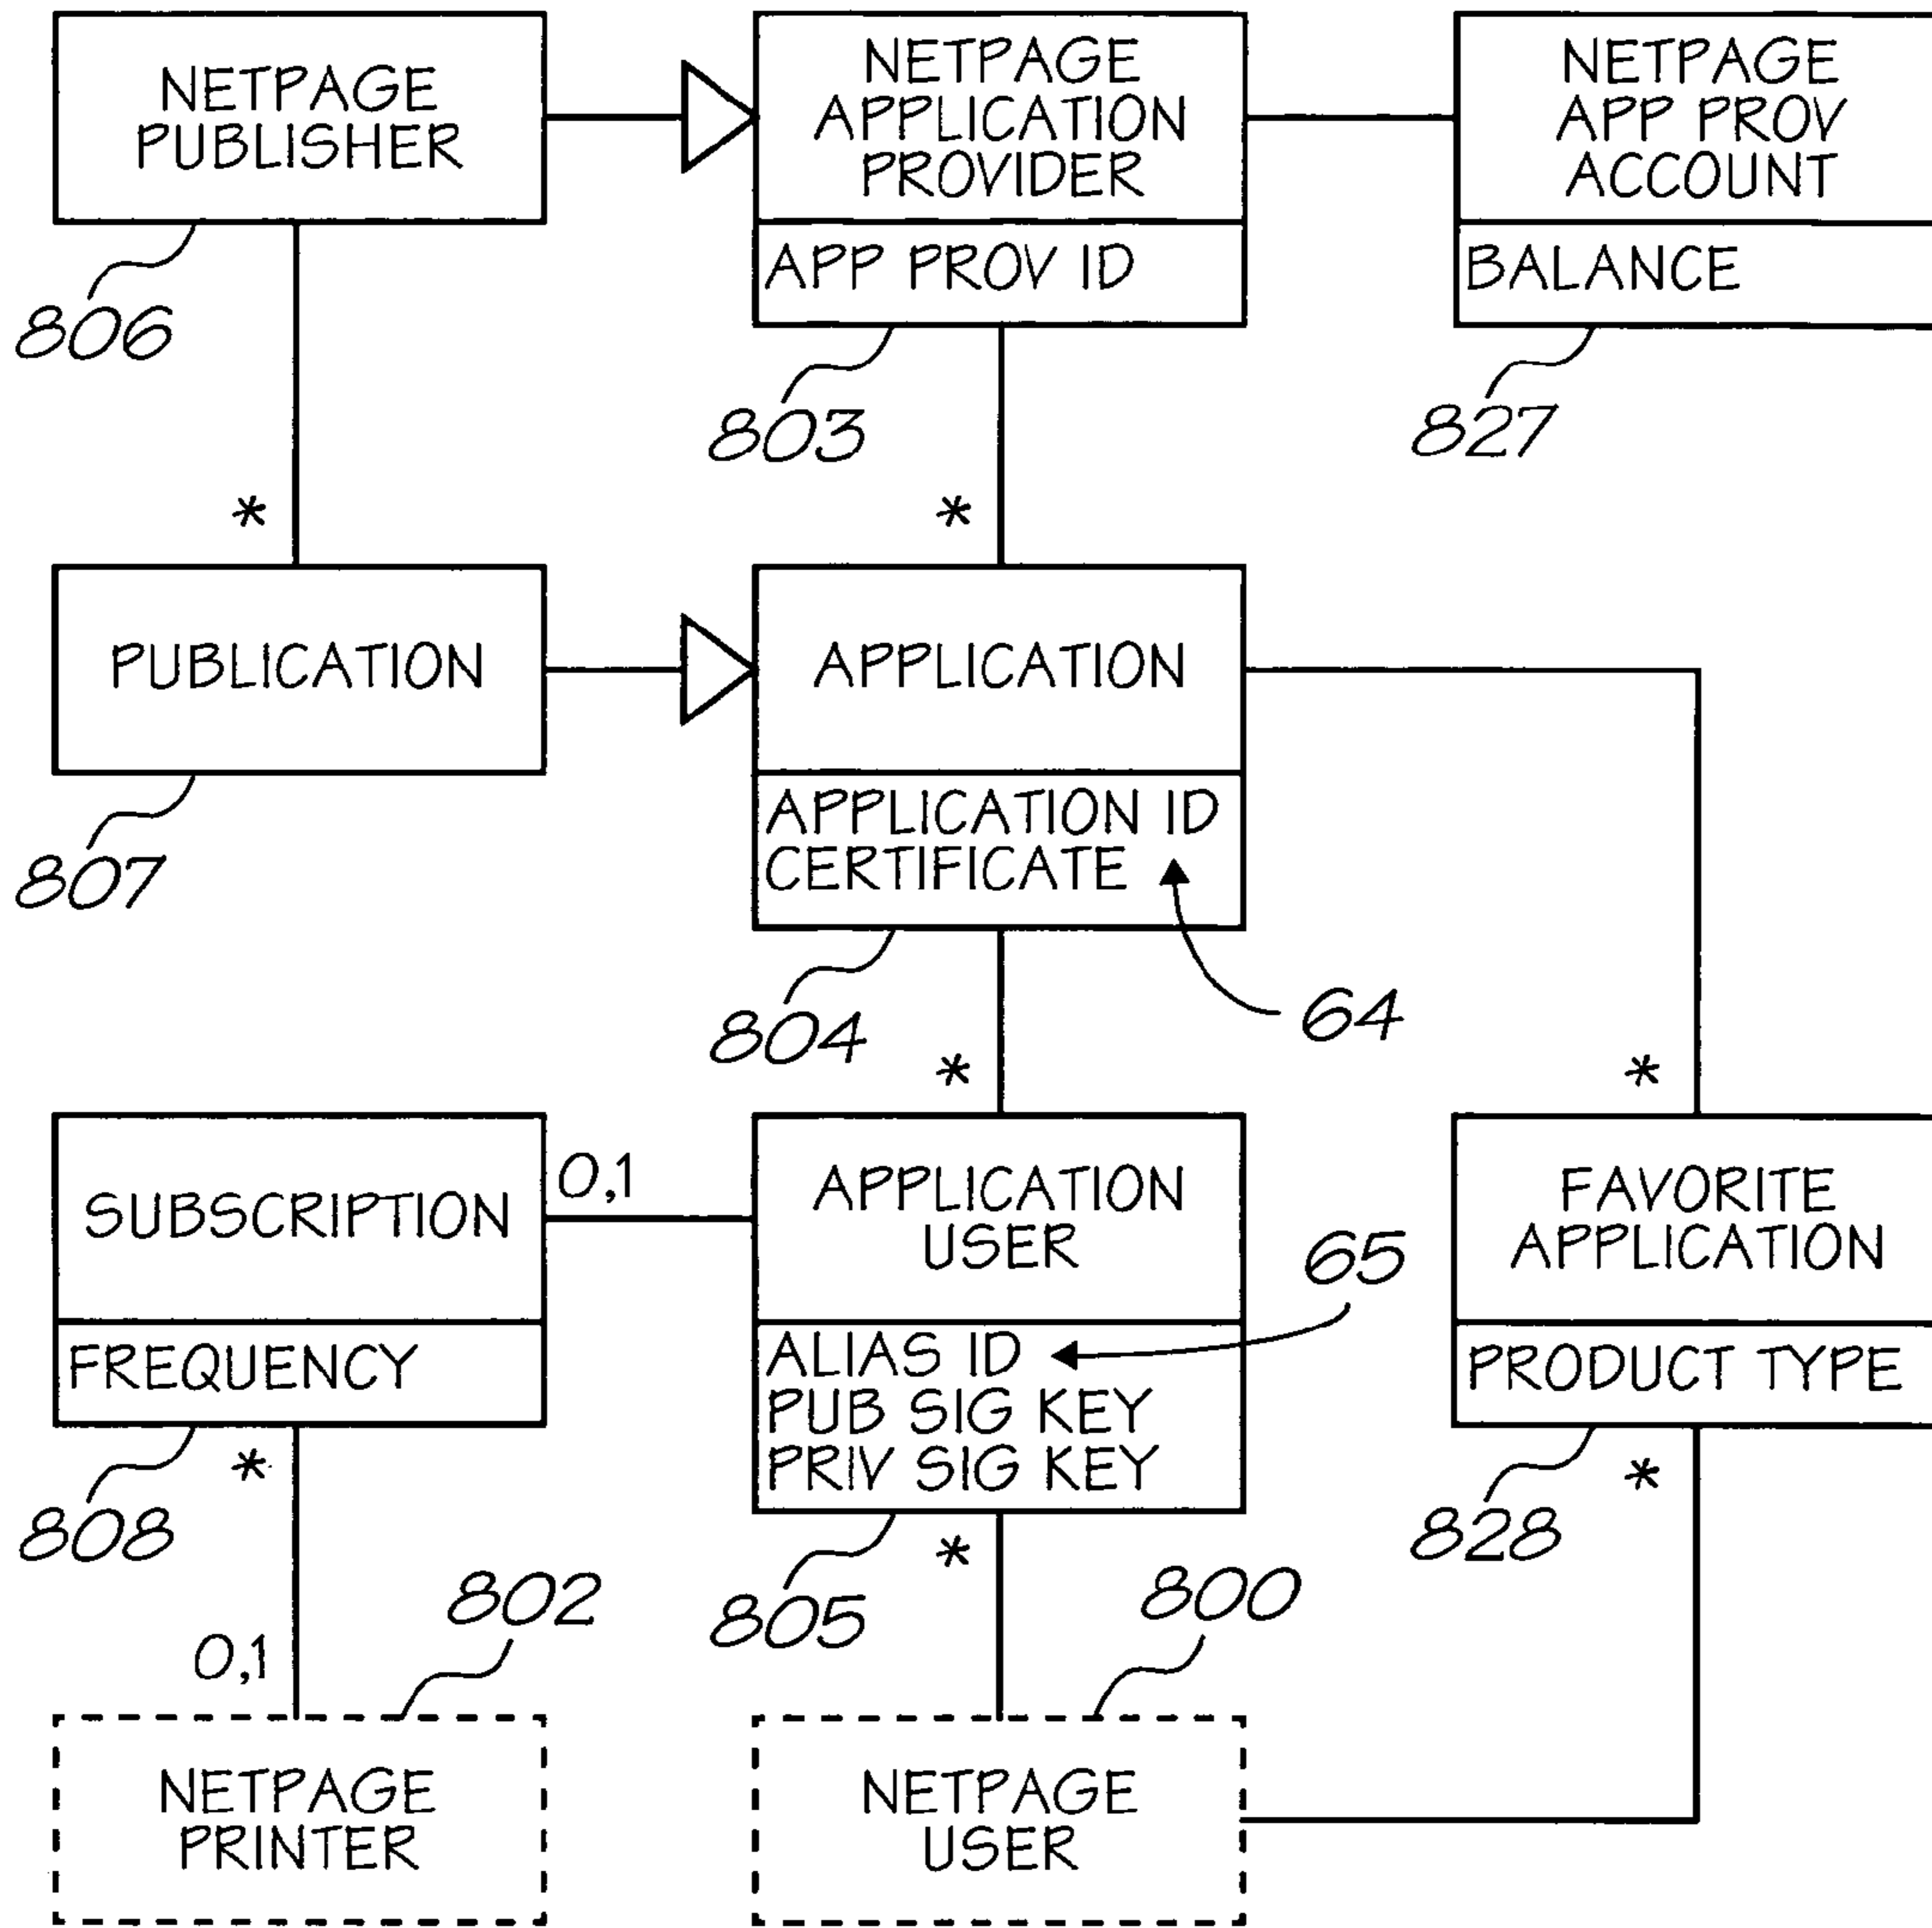 NETPAGE
PUBLISHER
NETPAGE
APPLICATION
PROVIDER
NETPAGE
APP PROV
ACCOUNT
APP PROV ID
BALANCE
806
803
827
*
*
PUBLICATION
APPLICATION
APPLICATION ID
CERTIFICATE
807
804
64
*
*
SUBSCRIPTION
0,1
APPLICATION
USER
FAVORITE
APPLICATION
65
FREQUENCY
ALIAS ID
PUB SIG KEY
PRIV SIG KEY
PRODUCT TYPE
*
*
808
828
*
802
805
800
0,1
NETPAGE
PRINTER
NETPAGE
USER